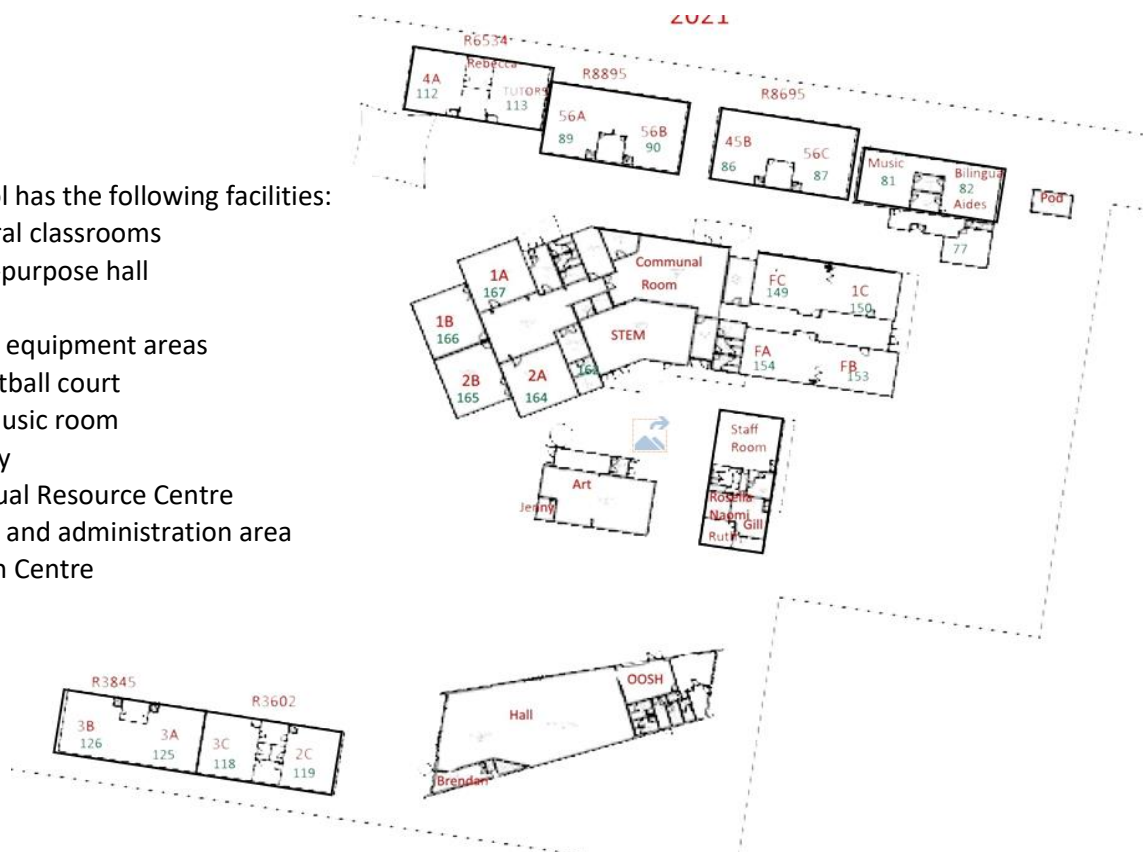 2021
R6534
Rebecca
4A
112
TUTORS
113
R8895
56A
89
56B
90
R8695
45B
86
56C
87
Music
81
Bilingua
82
Aides
77
Pod
l has the following facilities:
ral classrooms
purpose hall
equipment areas
tball court
usic room
y
ual Resource Centre
and administration area
n Centre
1A
167
1B
166
2B
165
2A
164
Communal
Room
STEM
FC
149
1C
150
FA
154
FB
153
Staff
Room
Rosella
Naomi
Gill
Ruth
Art
Jenny
R3845
3B
126
3A
125
R3602
3C
118
2C
119
OOSH
Hall
Brendan